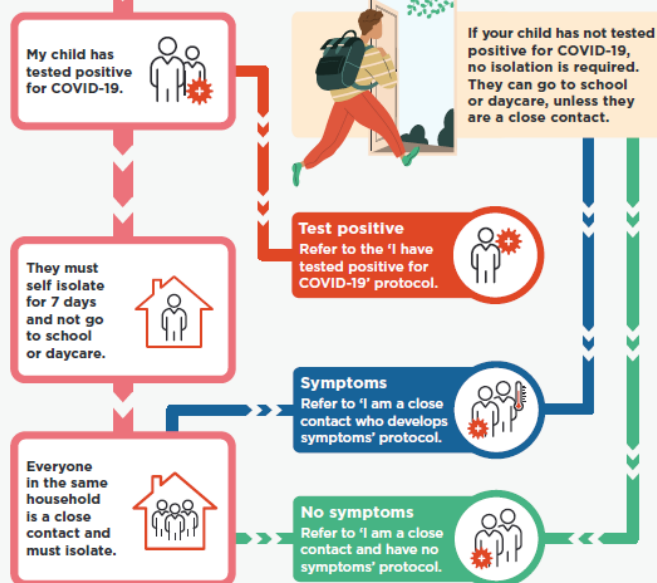 My child has
tested positive
for COVID-19.
If your child has not tested
positive for COVID-19,
no isolation is required.
They can go to school
or daycare, unless they
are a close contact.
Test positive
Refer to the ‘I have
tested positive for
COVID-19’ protocol.
They must
self isolate
for 7 days
and not go
to school
or daycare.
Symptoms
Refer to ‘I am a close
contact who develops
symptoms’ protocol.
Everyone
in the same
household
is a close
contact and
must isolate.
No symptoms
Refer to ‘I am a close
contact and have no
symptoms’ protocol.